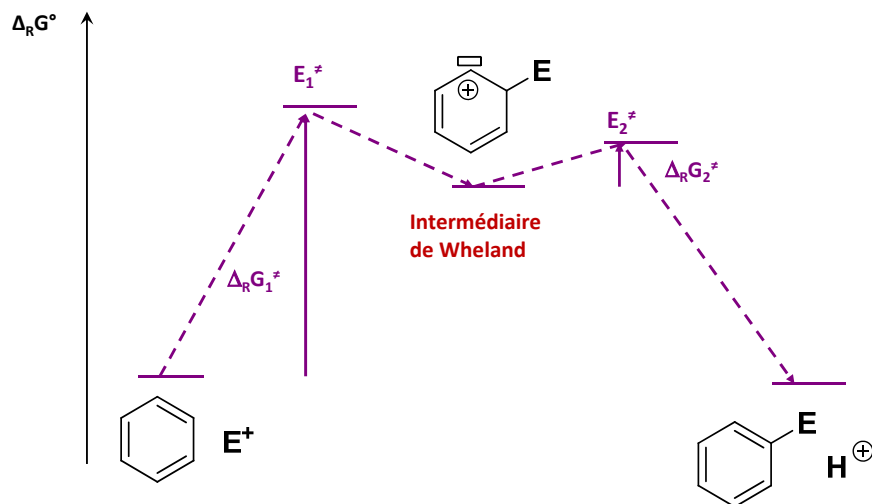 ΔRG°
E1≠
E
⊕
E2≠
ΔRG2≠
Intermédiaire
de Wheland
ΔRG1≠
E+
E
H⊕